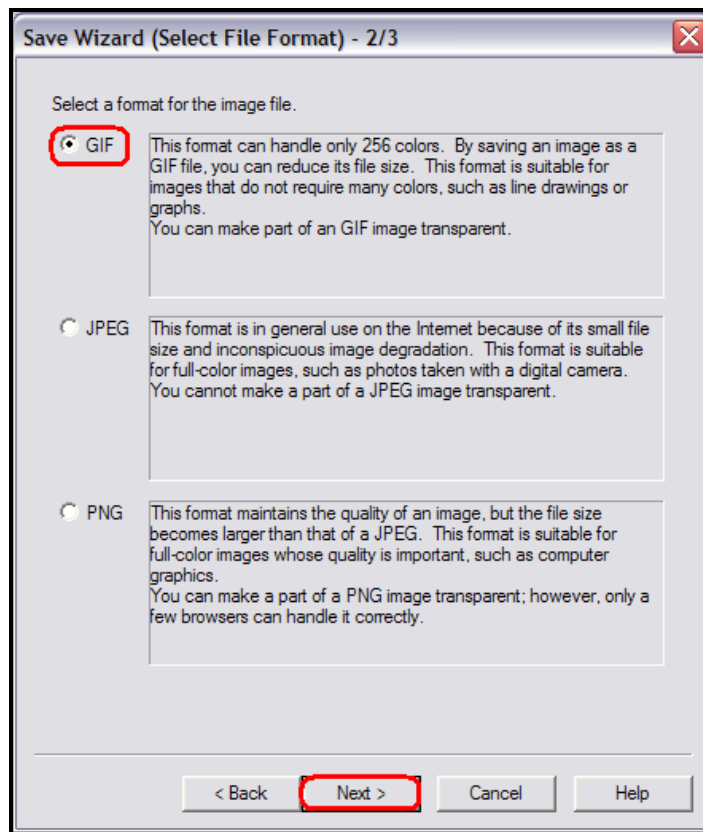 Save Wizard (Select File Format) - 2/3
Select a format for the image file.
GIF
This format can handle only 256 colors.  By saving an image as a
GIF file, you can reduce its file size.  This format is suitable for
images that do not require many colors, such as line drawings or
graphs.
You can make part of an GIF image transparent.
JPEG
This format is in general use on the Internet because of its small file
size and inconspicuous image degradation.  This format is suitable
for full-color images, such as photos taken with a digital camera.
You cannot make a part of a JPEG image transparent.
PNG
This format maintains the quality of an image, but the file size
becomes larger than that of a JPEG.  This format is suitable for
full-color images whose quality is important, such as computer
graphics.
You can make a part of a PNG image transparent; however, only a
few browsers can handle it correctly.
< Back
Next >
Cancel
Help